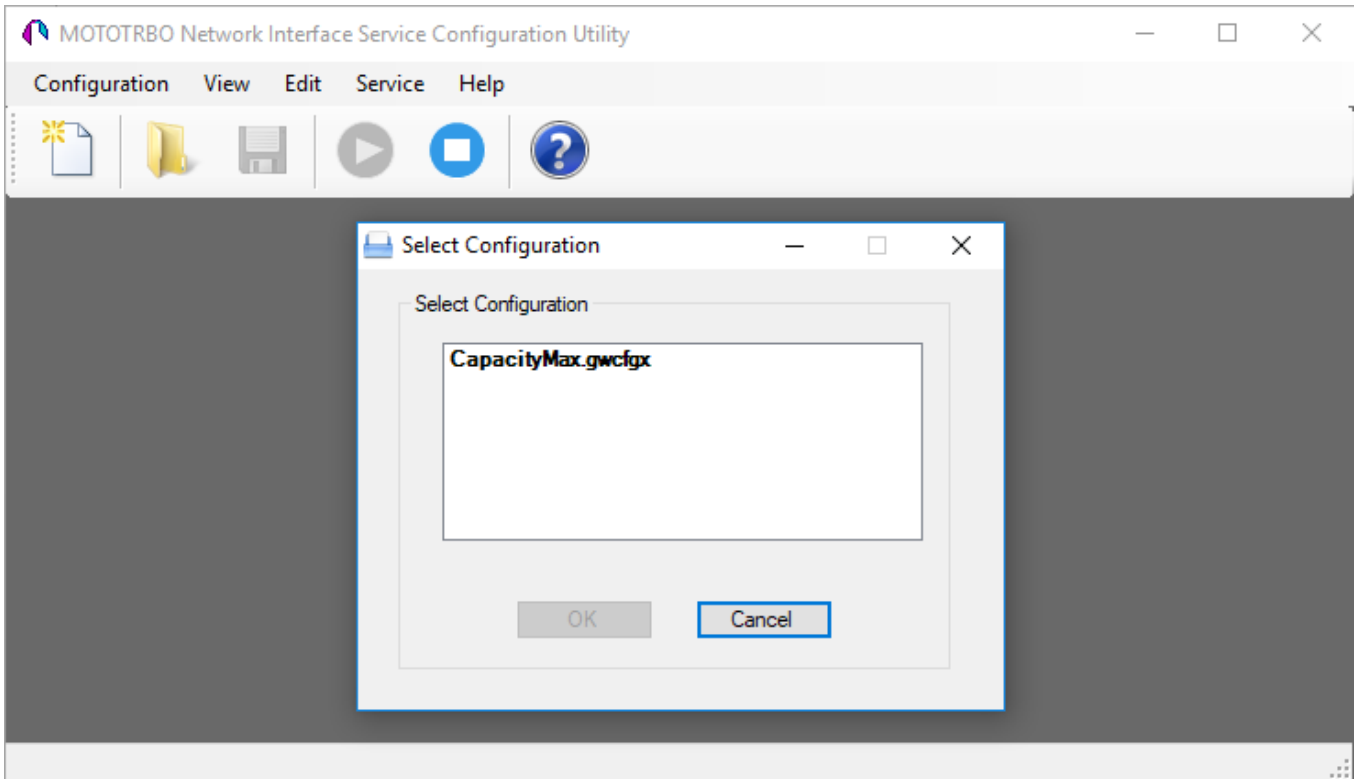 MOTOTRBO Network Interface Service Configuration Utility
Configuration View Edit Service Help
Select Configuration
Select Configuration
CapacityMax.gwcfgx
OK Cancel